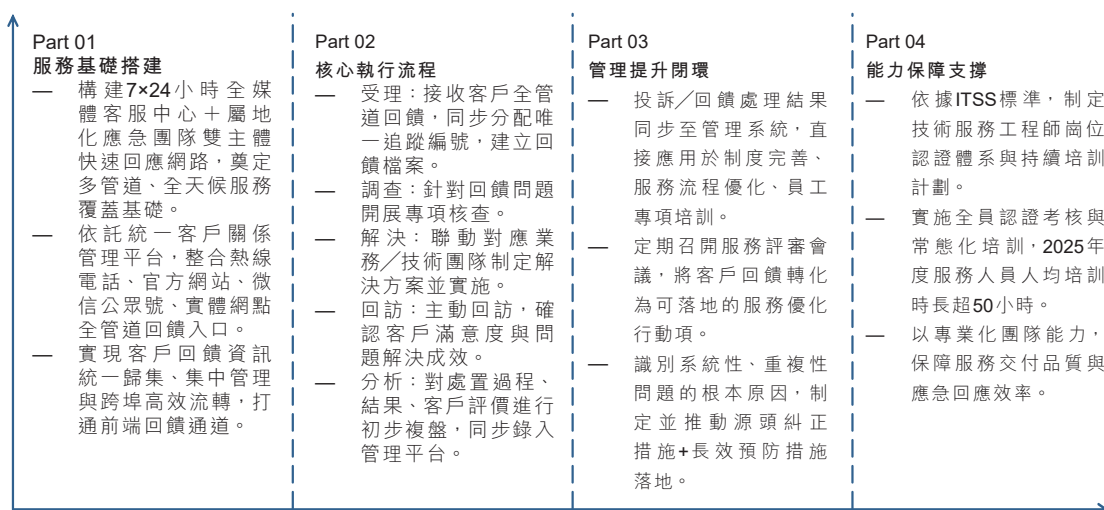 Part 01
服務基礎搭建
— 構建7×24小時全媒
體客服中心＋屬地
化應急團隊雙主體
快速回應網路，奠定
多管道、全天候服務
覆蓋基礎。
— 依託統一客戶關係
管理平台，整合熱線
電話、官方網站、微
信公眾號、實體網點
全管道回饋入口。
— 實現客戶回饋資訊
統一歸集、集中管理
與跨埠高效流轉，打
通前端回饋通道。
Part 02
核心執行流程
— 受理：接收客戶全管
道回饋，同步分配唯
一追蹤編號，建立回
饋檔案。
— 調查：針對回饋問題
開展專項核查。
— 解決：聯動對應業
務／技術團隊制定解
決方案並實施。
— 回訪：主動回訪，確
認客戶滿意度與問
題解決成效。
— 分析：對處置過程、
結果、客戶評價進行
初步複盤，同步錄入
管理平台。
Part 03
管理提升閉環
— 投訴／回饋處理結果
同步至管理系統，直
接應用於制度完善、
服務流程優化、員工
專項培訓。
— 定期召開服務評審會
議，將客戶回饋轉化
為可落地的服務優化
行動項。
— 識別系統性、重複性
問題的根本原因，制
定並推動源頭糾正
措施+長效預防措施
落地。
Part 04
能力保障支撐
— 依據ITSS標準，制定
技術服務工程師崗位
認證體系與持續培訓
計劃。
— 實施全員認證考核與
常態化培訓，2025年
度服務人員人均培訓
時長超50小時。
— 以專業化團隊能力，
保障服務交付品質與
應急回應效率。